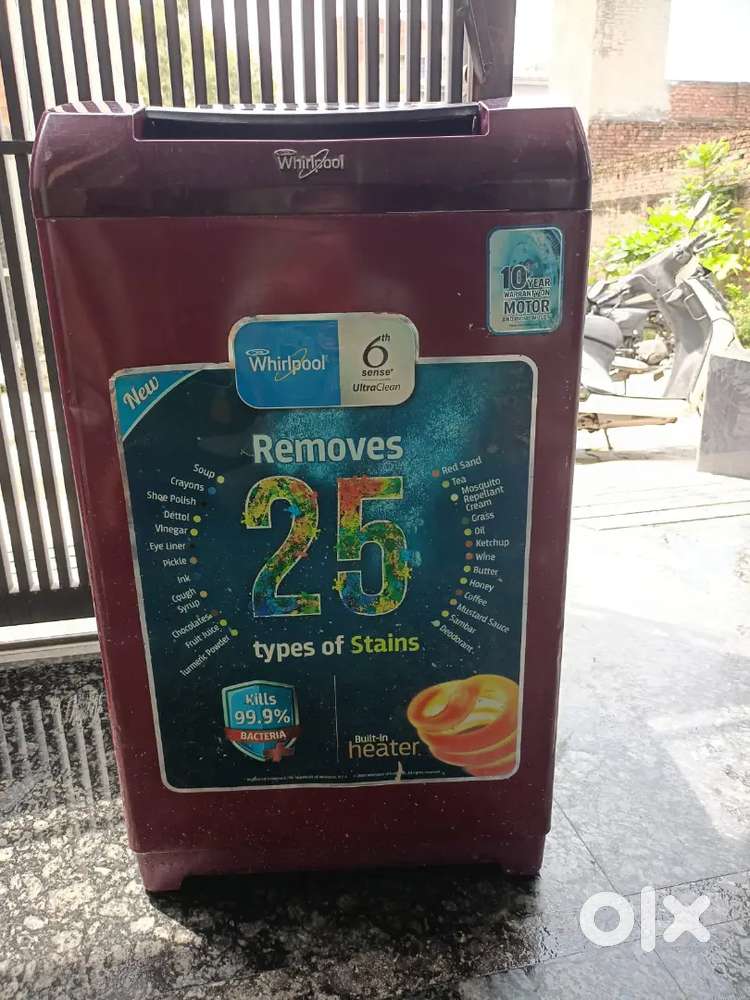 Whirlpool
10 YEAR
WARRANTY ON
MOTOR
Whirlpool
6th
sense
UltraClean
New
Removes
25
types of Stains
Soup
Crayons
Shoe Polish
Dettol
Vinegar
Eye Liner
Pickle
Ink
Cough
Syrup
Chocolates
Fruit Juice
Turmeric Powder
Red Sand
Tea
Mosquito
Repellant
Cream
Grass
Oil
Ketchup
Wine
Butter
Honey
Coffee
Mustard Sauce
Sambar
Deodorant
Kills
99.9%
BACTERIA
Built-in
heater
olx